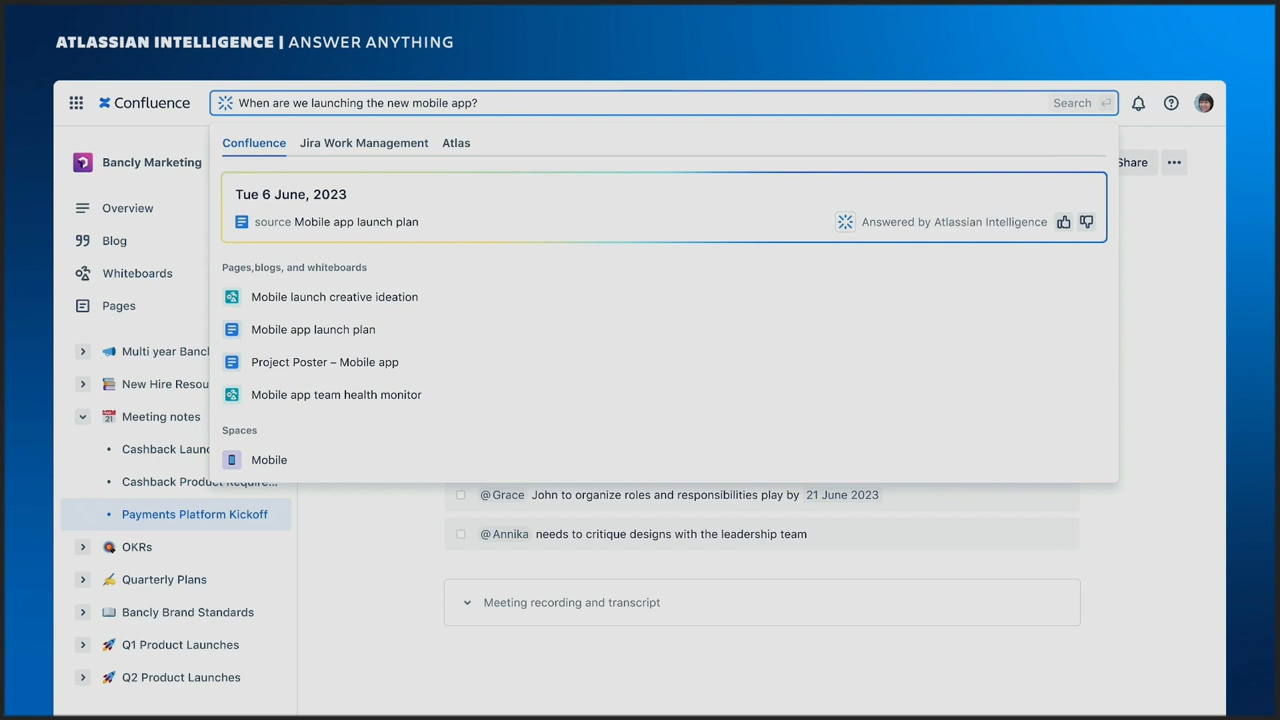 ATLASSIAN INTELLIGENCE | ANSWER ANYTHING
Confluence
When are we launching the new mobile app?
Search
Confluence
Jira Work Management
Atlas
Share
Bancly Marketing
Overview
Blog
Whiteboards
Pages
Tue 6 June, 2023
source Mobile app launch plan
Answered by Atlassian Intelligence
Pages,blogs, and whiteboards
Mobile launch creative ideation
Mobile app launch plan
Project Poster – Mobile app
Mobile app team health monitor
Spaces
Mobile
Multi year Bancl
New Hire Resou
21
Meeting notes
Cashback Launc
Cashback Product Require...
Payments Platform Kickoff
OKRs
Quarterly Plans
Bancly Brand Standards
Q1 Product Launches
Q2 Product Launches
@Grace John to organize roles and responsibilities play by 21 June 2023
@Annika needs to critique designs with the leadership team
Meeting recording and transcript